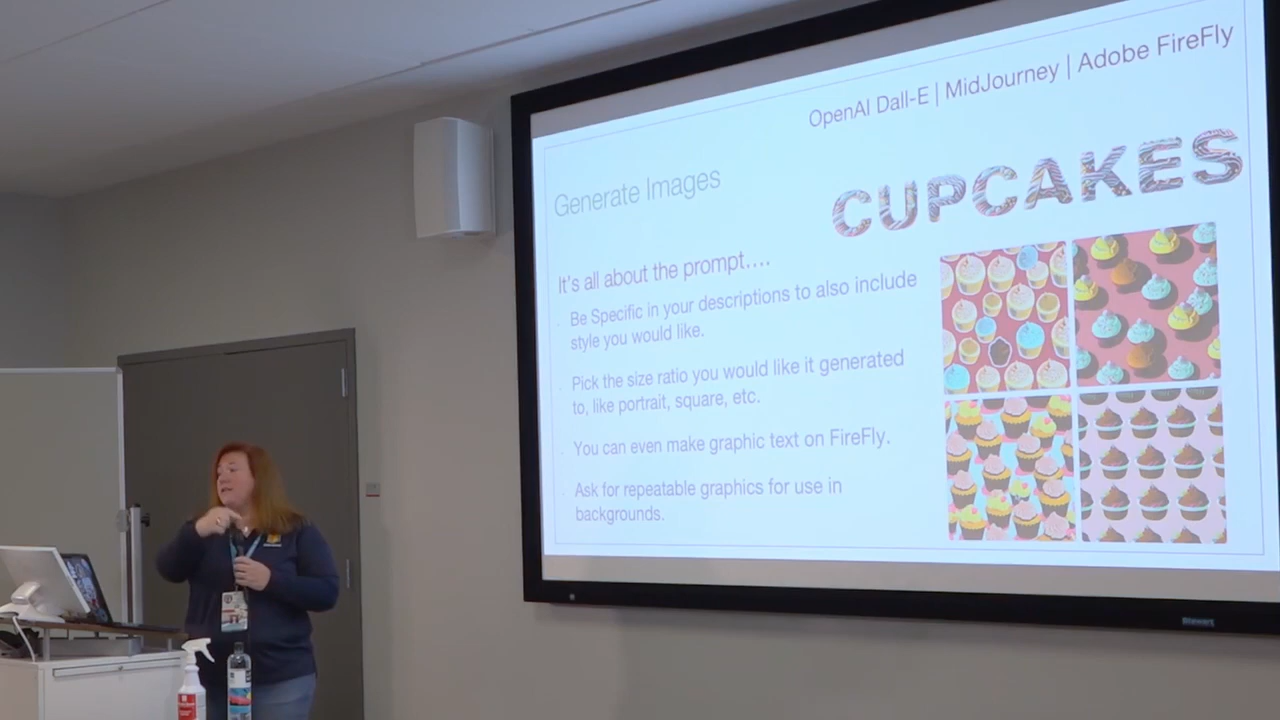 OpenAI Dall-E | MidJourney | Adobe FireFly
CUPCAKES
Generate Images
It's all about the prompt....
Be Specific in your descriptions to also include
style you would like.
Pick the size ratio you would like it generated
to, like portrait, square, etc.
You can even make graphic text on FireFly.
Ask for repeatable graphics for use in
backgrounds.
Stewart